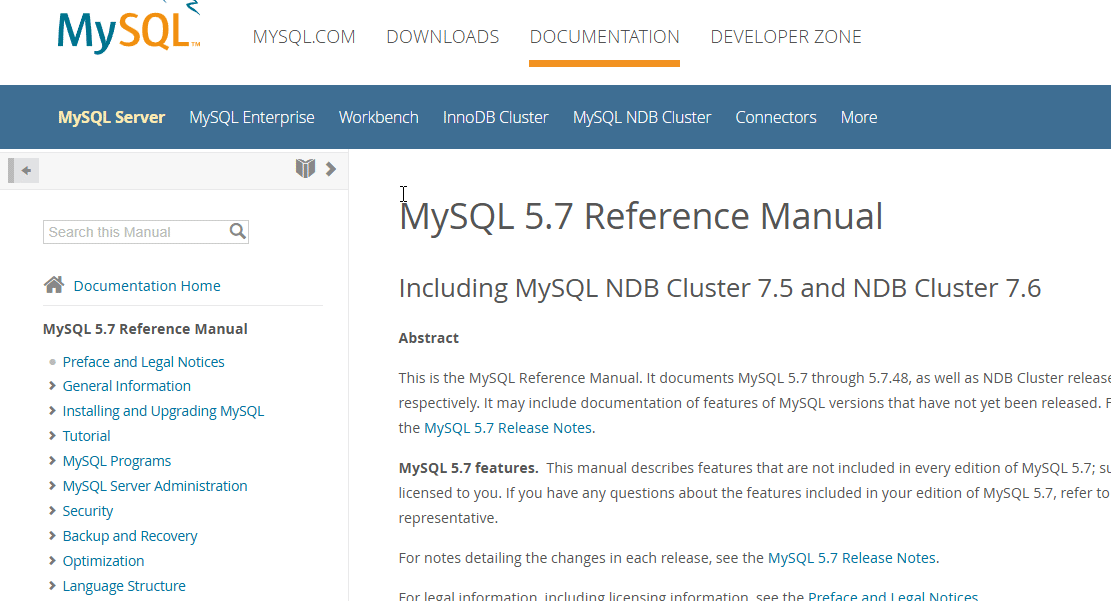 MySQL™
MYSQL.COM DOWNLOADS DOCUMENTATION DEVELOPER ZONE
MySQL Server MySQL Enterprise Workbench InnoDB Cluster MySQL NDB Cluster Connectors More
Search this Manual
Documentation Home
MySQL 5.7 Reference Manual
Preface and Legal Notices
General Information
Installing and Upgrading MySQL
Tutorial
MySQL Programs
MySQL Server Administration
Security
Backup and Recovery
Optimization
Language Structure
MySQL 5.7 Reference Manual
Including MySQL NDB Cluster 7.5 and NDB Cluster 7.6
Abstract
This is the MySQL Reference Manual. It documents MySQL 5.7 through 5.7.48, as well as NDB Cluster release
respectively. It may include documentation of features of MySQL versions that have not yet been released. F
the MySQL 5.7 Release Notes.
MySQL 5.7 features. This manual describes features that are not included in every edition of MySQL 5.7; su
licensed to you. If you have any questions about the features included in your edition of MySQL 5.7, refer to
representative.
For notes detailing the changes in each release, see the MySQL 5.7 Release Notes.
For legal information, including licensing information, see the Preface and Legal Notices.